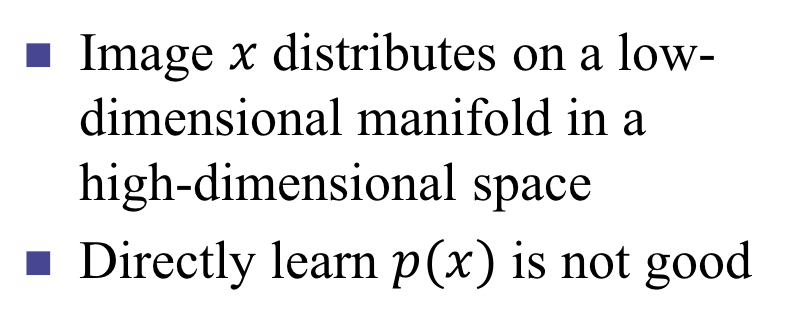 Image x distributes on a low-
dimensional manifold in a
high-dimensional space
Directly learn p(x) is not good